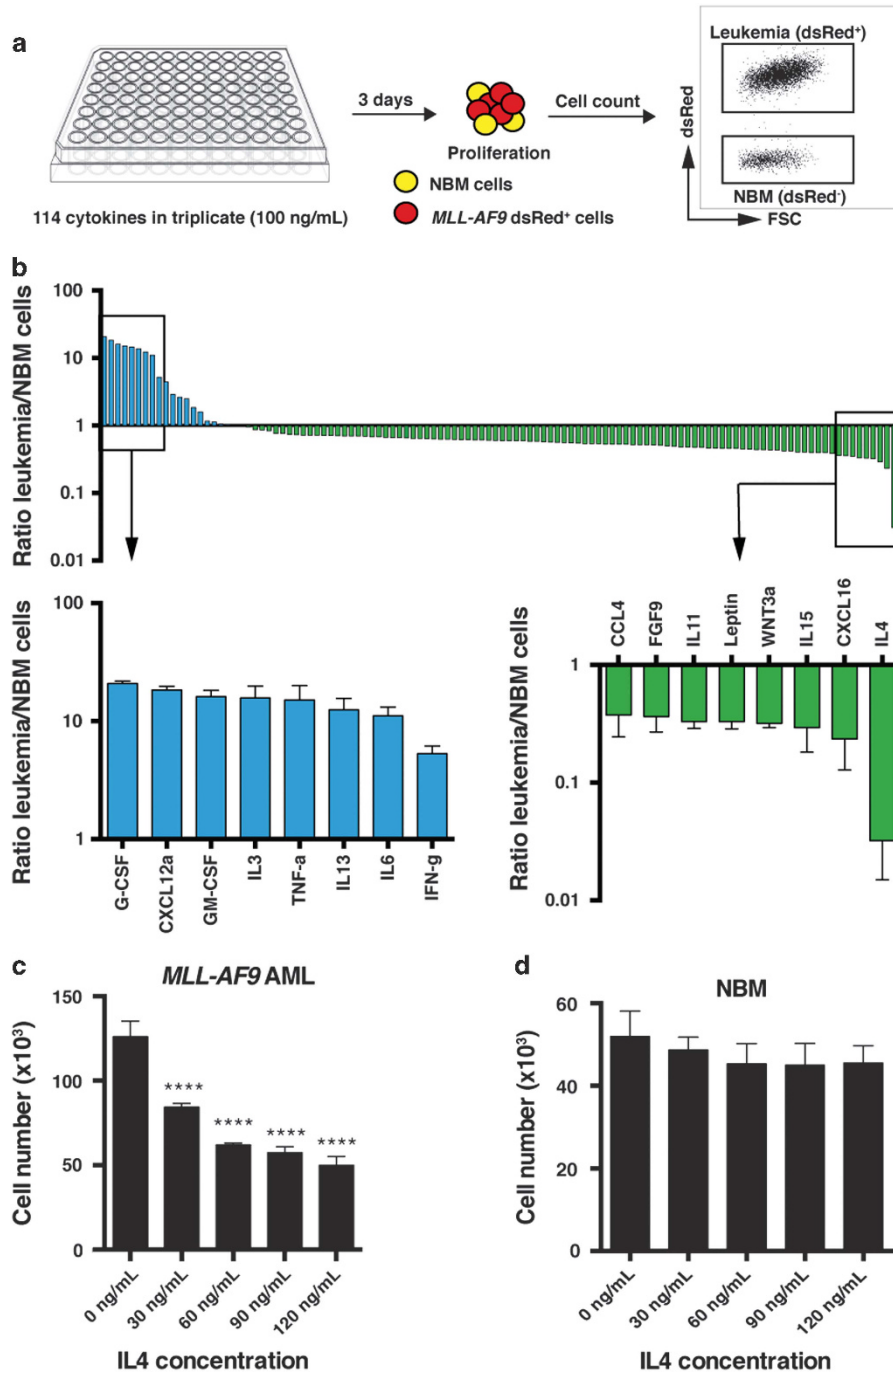 a
3 days
Cell count
Proliferation
NBM cells
MLL-AF9 dsRed⁺ cells
114 cytokines in triplicate (100 ng/mL)
Leukemia (dsRed⁺)
dsRed
NBM (dsRed⁻)
FSC
b
Ratio leukemia/NBM cells
100
10
1
0.1
0.01
Ratio leukemia/NBM cells
100
10
1
G-CSF
CXCL12a
GM-CSF
IL3
TNF-a
IL13
IL6
IFN-g
Ratio leukemia/NBM cells
1
0.1
0.01
CCL4
FGF9
IL11
Leptin
WNT3a
IL15
CXCL16
IL4
c
MLL-AF9 AML
Cell number (x10³)
150
100
50
0
****
****
****
****
0 ng/mL
30 ng/mL
60 ng/mL
90 ng/mL
120 ng/mL
IL4 concentration
d
NBM
Cell number (x10³)
60
40
20
0
0 ng/mL
30 ng/mL
60 ng/mL
90 ng/mL
120 ng/mL
IL4 concentration